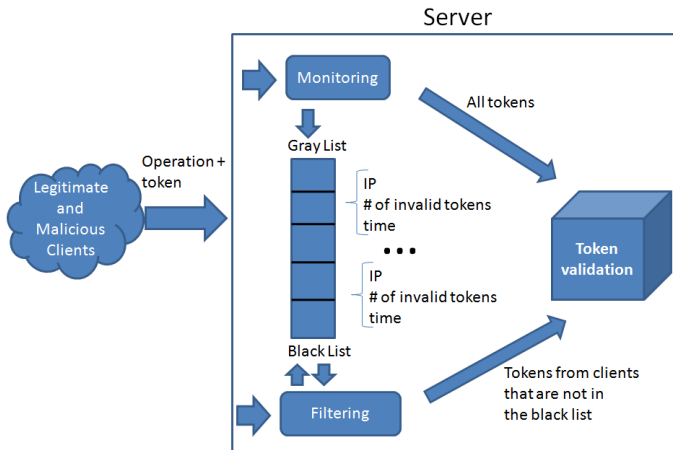 Server
Monitoring
All tokens
Gray List
Operation +
token
Legitimate
and
Malicious
Clients
IP
# of invalid tokens
time
...
IP
# of invalid tokens
time
Token
validation
Black List
Filtering
Tokens from clients
that are not in
the black list